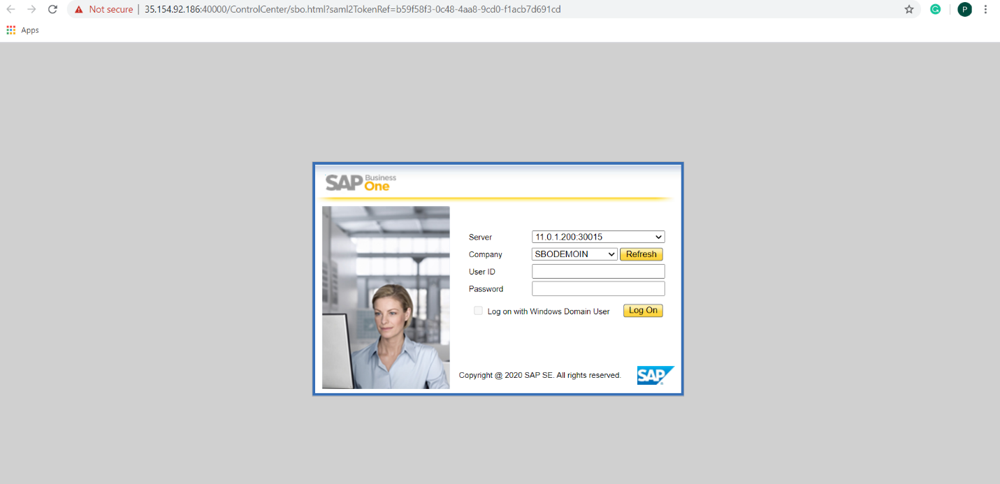 Not secure | 35.154.92.186:40000/ControlCenter/sbo.html?saml2TokenRef=b59f58f3-0c48-4aa8-9cd0-f1acb7d691cd
G
P
Apps
SAP Business One
Server 11.0.1.200:30015
Company SBODEMOIN Refresh
User ID
Password
Log on with Windows Domain User Log On
Copyright @ 2020 SAP SE. All rights reserved. SAP